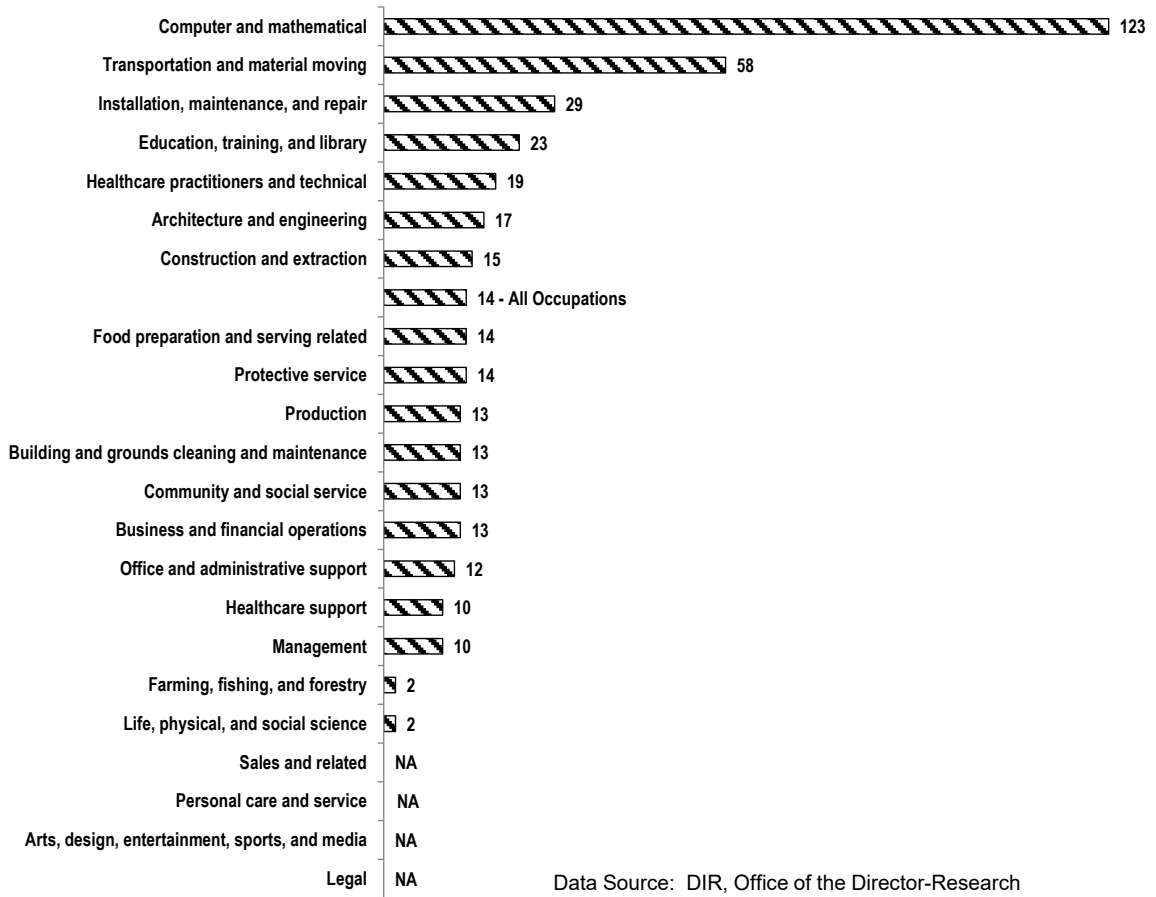 Computer and mathematical 123
Transportation and material moving 58
Installation, maintenance, and repair 29
Education, training, and library 23
Healthcare practitioners and technical 19
Architecture and engineering 17
Construction and extraction 15
14 - All Occupations
Food preparation and serving related 14
Protective service 14
Production 13
Building and grounds cleaning and maintenance 13
Community and social service 13
Business and financial operations 13
Office and administrative support 12
Healthcare support 10
Management 10
Farming, fishing, and forestry 2
Life, physical, and social science 2
Sales and related NA
Personal care and service NA
Arts, design, entertainment, sports, and media NA
Legal NA
Data Source: DIR, Office of the Director-Research